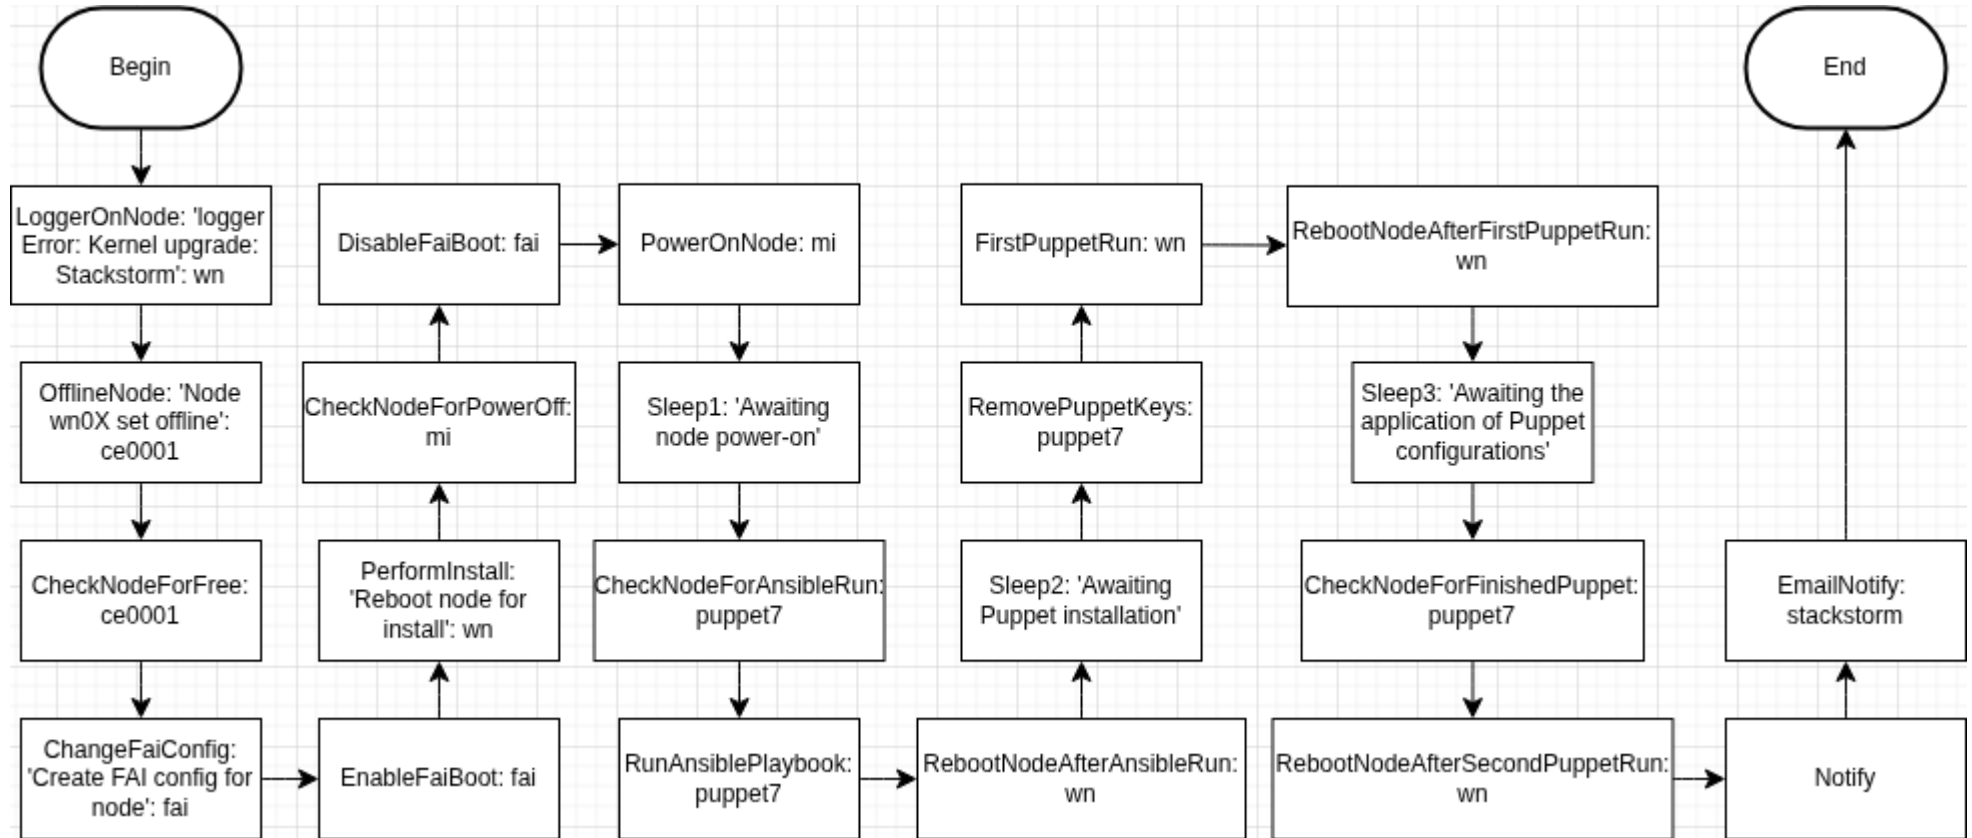 Begin
LoggerOnNode: 'logger
Error: Kernel upgrade:
Stackstorm': wn
OfflineNode: 'Node
wn0X set offline':
ce0001
CheckNodeForFree:
ce0001
ChangeFaiConfig:
'Create FAI config for
node': fai
EnableFaiBoot: fai
PerformInstall:
'Reboot node for
install': wn
CheckNodeForPowerOff:
mi
DisableFaiBoot: fai
PowerOnNode: mi
Sleep1: 'Awaiting
node power-on'
CheckNodeForAnsibleRun:
puppet7
RunAnsiblePlaybook:
puppet7
RebootNodeAfterAnsibleRun:
wn
Sleep2: 'Awaiting
Puppet installation'
RemovePuppetKeys:
puppet7
FirstPuppetRun: wn
RebootNodeAfterFirstPuppetRun:
wn
Sleep3: 'Awaiting the
application of Puppet
configurations'
CheckNodeForFinishedPuppet:
puppet7
RebootNodeAfterSecondPuppetRun:
wn
Notify
EmailNotify:
stackstorm
End